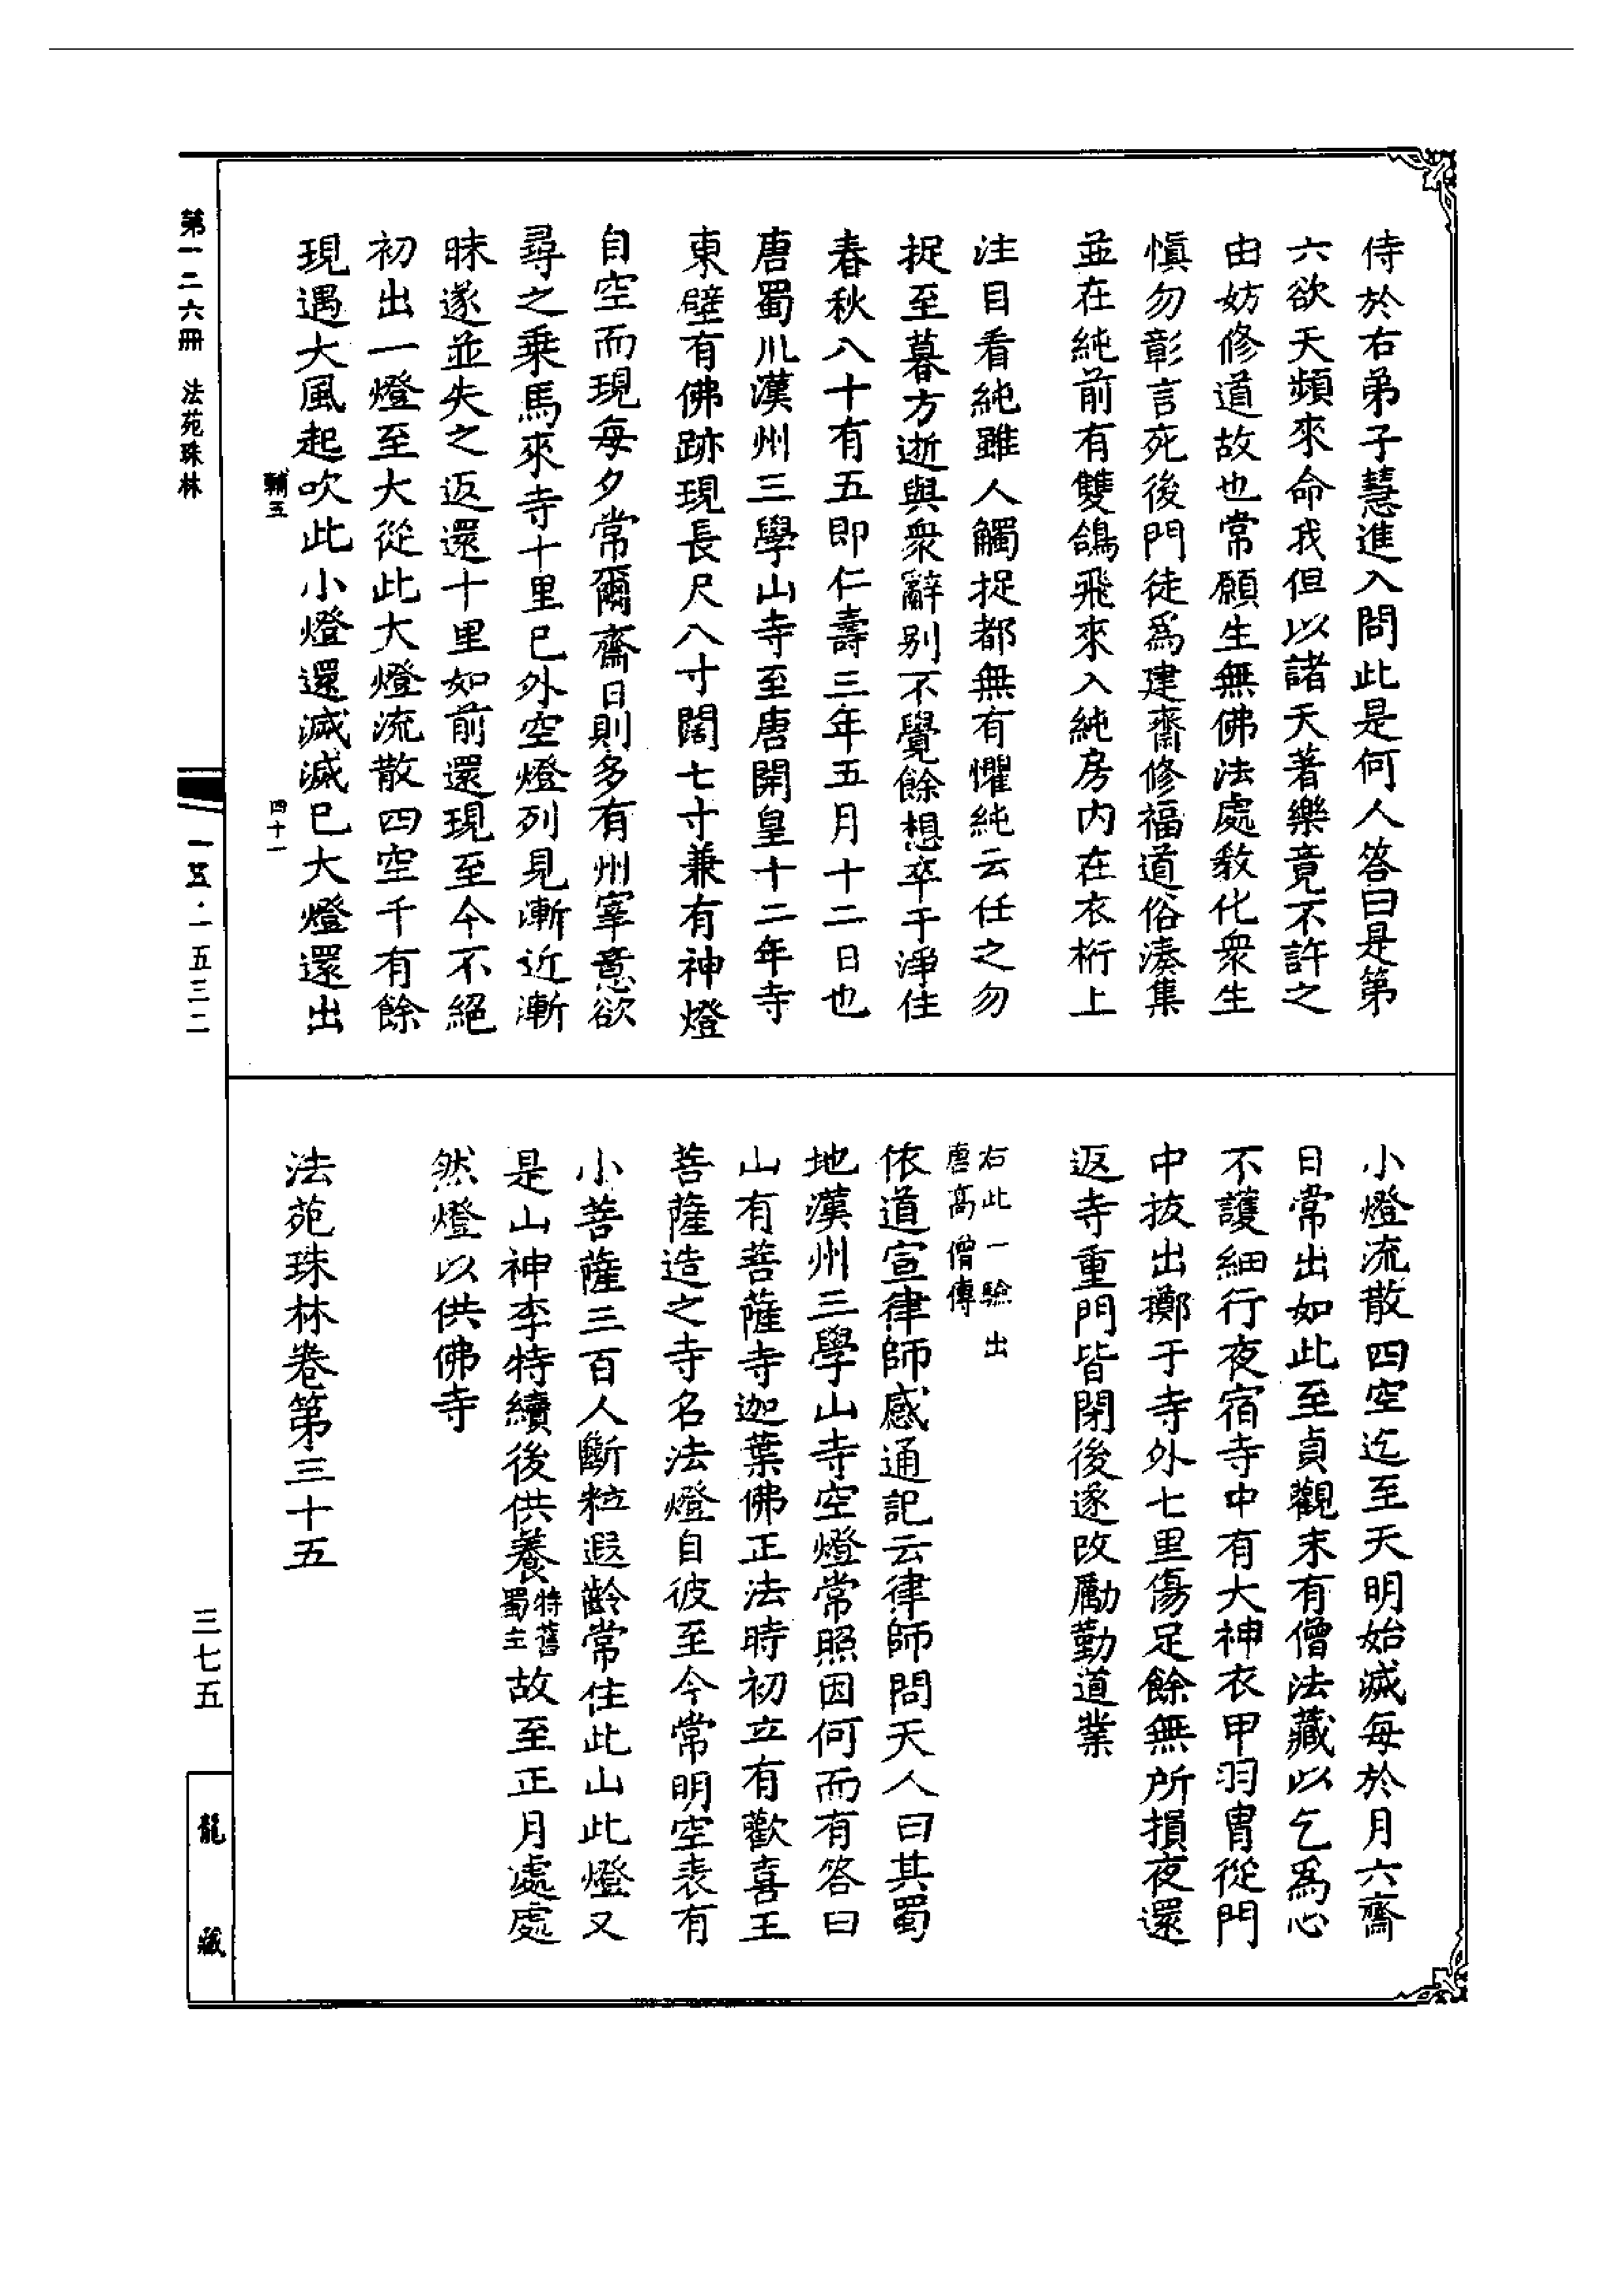 侍於右弟子慧進入問此是何人答曰是第
六欲天頻來命我但以諸天著樂竟不許之
由妨修道故也常願生無佛法處教化衆生
慎勿彰言死後門徒爲建齋修福道俗湊集
並在純前有雙鴿飛來入純房內在衣桁上
注目看純雖人觸捉都無有懼純云任之勿
捉至暮方逝與衆辭別不覺餘想卒于淨住
春秋八十有五即仁壽三年五月十二日也
唐蜀川漢州三學山寺至唐開皇十二年寺
東壁有佛跡現長尺八寸闊七寸兼有神燈
自空而現每夕常爾齋日則多有州宰意欲
尋之乗馬來寺十里已外空燈列見漸近漸
昧遂並失之返還十里如前還現至今不絕
初出一燈至大從此大燈流散四空千有餘
現遇大風起吹此小燈還滅滅已大燈還出
小燈流散四空迄至天明始滅每於月六齋
日常出如此至貞觀末有僧法藏以乞爲心
不護細行夜宿寺中有大神衣甲羽胄從門
中抜出擲于寺外七里傷足餘無所損夜還
返寺重門皆閉後遂改勵勤道業
右此一驗出
唐高僧傳
依道宣律師感通記云律師問天人曰其蜀
地漢州三學山寺空燈常照因何而有答曰
山有菩薩寺迦葉佛正法時初立有歡喜王
菩薩造之寺名法燈自彼至今常明空表有
小菩薩三百人斷粒遐齡常住此山此燈又
是山神李特續後供養特舊蜀主故至正月處處
然燈以供佛寺
法苑珠林卷第三十五
輔五
四十一
第一二六冊 法苑珠林
一五五·一五三二
三七五
龍藏